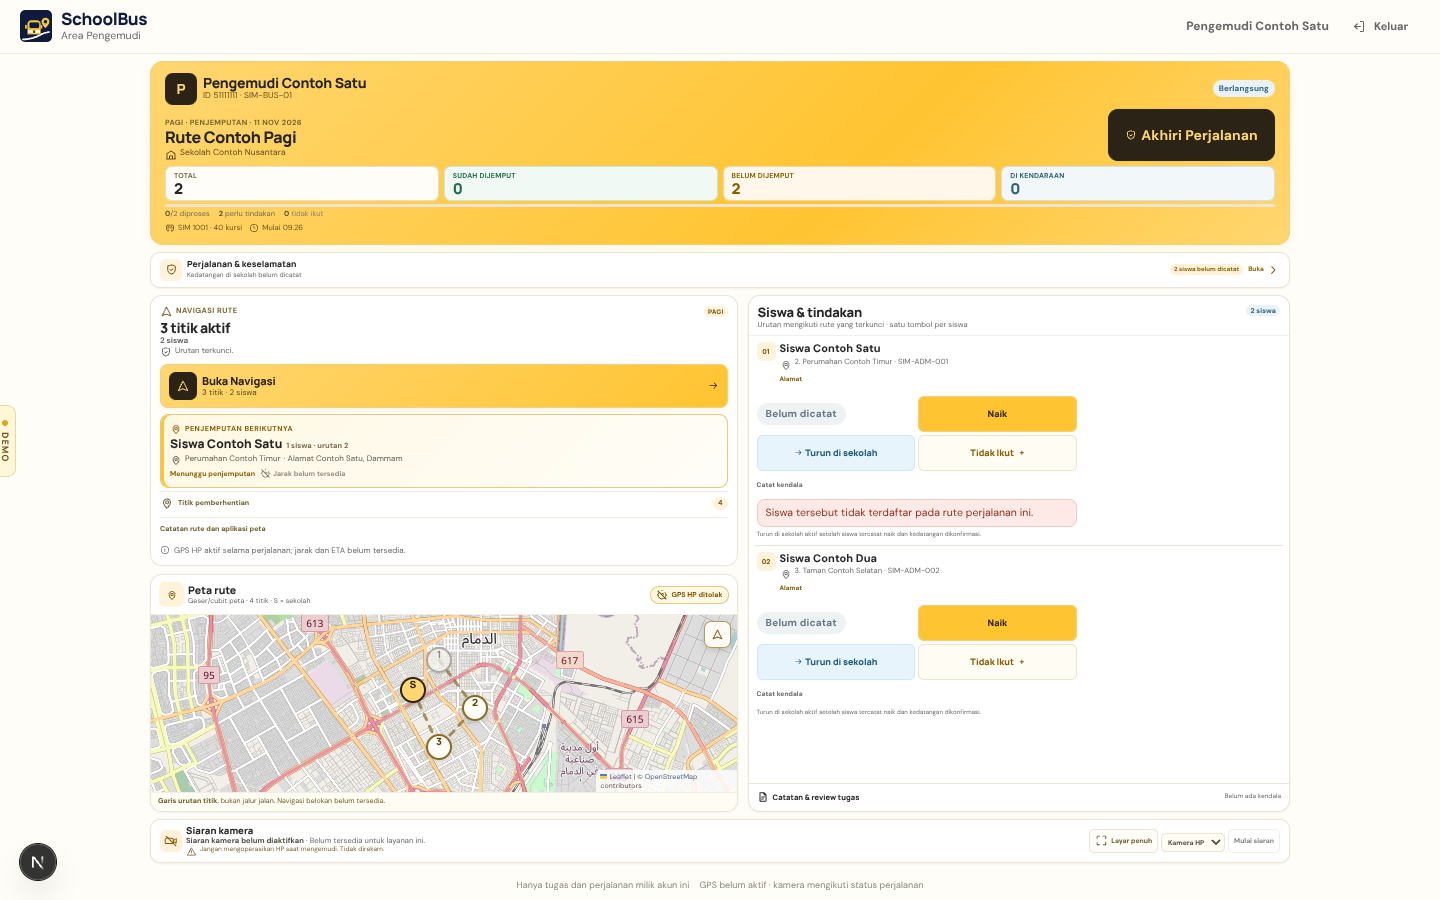 SchoolBus
Area Pengemudi
Pengemudi Contoh Satu
Keluar
P
Pengemudi Contoh Satu
ID 51111111 · SIM-BUS-01
Berlangsung
PAGI · PENJEMPUTAN · 11 NOV 2026
Rute Contoh Pagi
Sekolah Contoh Nusantara
Akhiri Perjalanan
TOTAL
2
SUDAH DIJEMPUT
0
BELUM DIJEMPUT
2
DI KENDARAAN
0
0/2 diproses 2 perlu tindakan 0 tidak ikut
SIM 1001 · 40 kursi Mulai 09.26
Perjalanan & keselamatan
Kedatangan di sekolah belum dicatat
2 siswa belum dicatat
Buka
NAVIGASI RUTE
PAGI
3 titik aktif
2 siswa
Urutan terkunci.
Buka Navigasi
3 titik · 2 siswa
PENJEMPUTAN BERIKUTNYA
Siswa Contoh Satu 1 siswa · urutan 2
Perumahan Contoh Timur · Alamat Contoh Satu, Dammam
Menunggu penjemputan Jarak belum tersedia
Titik pemberhentian
4
Catatan rute dan aplikasi peta
GPS HP aktif selama perjalanan; jarak dan ETA belum tersedia.
Peta rute
Geser/cubit peta · 4 titik · S = sekolah
GPS HP ditolak
613
الدمام
1
617
95
S
2
615
3
أول مدينة
صناعية
في الدمام
Leaflet | © OpenStreetMap
contributors
Garis urutan titik, bukan jalur jalan. Navigasi belokan belum tersedia.
Siswa & tindakan
2 siswa
Urutan mengikuti rute yang terkunci · satu tombol per siswa
01
Siswa Contoh Satu
2. Perumahan Contoh Timur · SIM-ADM-001
Alamat
Belum dicatat
Naik
→ Turun di sekolah
Tidak Ikut +
Catat kendala
Siswa tersebut tidak terdaftar pada rute perjalanan ini.
Turun di sekolah aktif setelah siswa tercatat naik dan kedatangan dikonfirmasi.
02
Siswa Contoh Dua
3. Taman Contoh Selatan · SIM-ADM-002
Alamat
Belum dicatat
Naik
→ Turun di sekolah
Tidak Ikut +
Catat kendala
Turun di sekolah aktif setelah siswa tercatat naik dan kedatangan dikonfirmasi.
Catatan & review tugas
Belum ada kendala
Siaran kamera
Siaran kamera belum diaktifkan · Belum tersedia untuk layanan ini.
Jangan mengoperasikan HP saat mengemudi. Tidak direkam.
Layar penuh
Kamera HP
Mulai siaran
Hanya tugas dan perjalanan milik akun ini GPS belum aktif · kamera mengikuti status perjalanan
DEMO
N